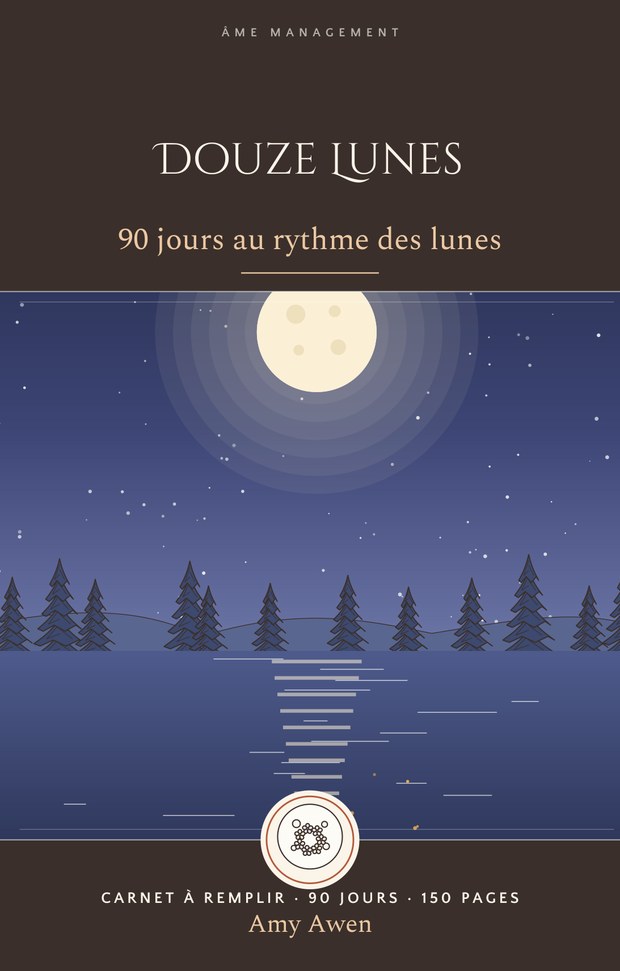 ÂME MANAGEMENT
DOUZE LUNES
90 jours au rythme des lunes
CARNET À REMPLIR · 90 JOURS · 150 PAGES
Amy Awen